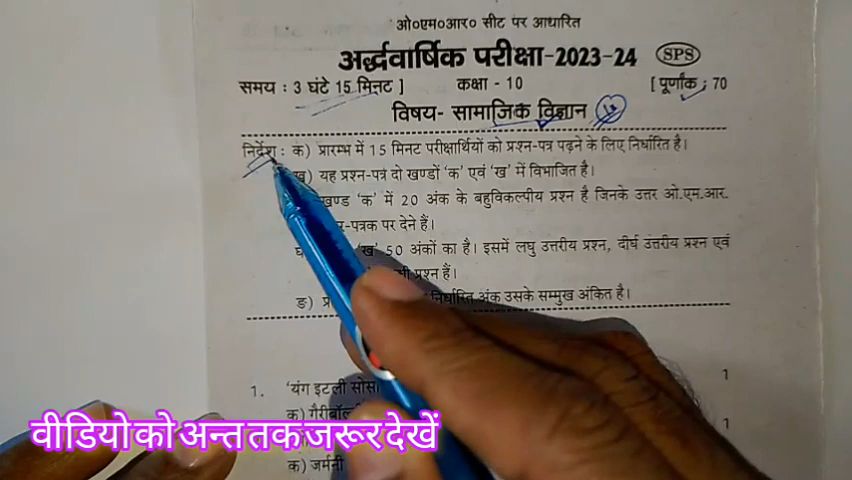 ओ०एम०आर० सीट पर आधारित
अर्द्धवार्षिक परीक्षा-2023-24 SPS
समय : 3 घंटे 15 मिनट ] कक्षा - 10 [ पूर्णांक : 70
विषय- सामाजिक विज्ञान
निर्देश : क) प्रारम्भ में 15 मिनट परीक्षार्थियों को प्रश्न-पत्र पढ़ने के लिए निर्धारित है।
ख) यह प्रश्न-पत्र दो खण्डों 'क' एवं 'ख' में विभाजित है।
खण्ड 'क' में 20 अंक के बहुविकल्पीय प्रश्न है जिनके उत्तर ओ.एम.आर.
-पत्रक पर देने हैं।
घ 'ख' 50 अंकों का है। इसमें लघु उत्तरीय प्रश्न, दीर्घ उत्तरीय प्रश्न एवं
प्रश्न हैं।
ङ) प्र निर्धारित अंक उसके सम्मुख अंकित है।
1. 'यंग इटली सोस 1
क) गैरीबॉल्डी 1
क) जर्मनी
वीडियो को अन्त तक जरूर देखें